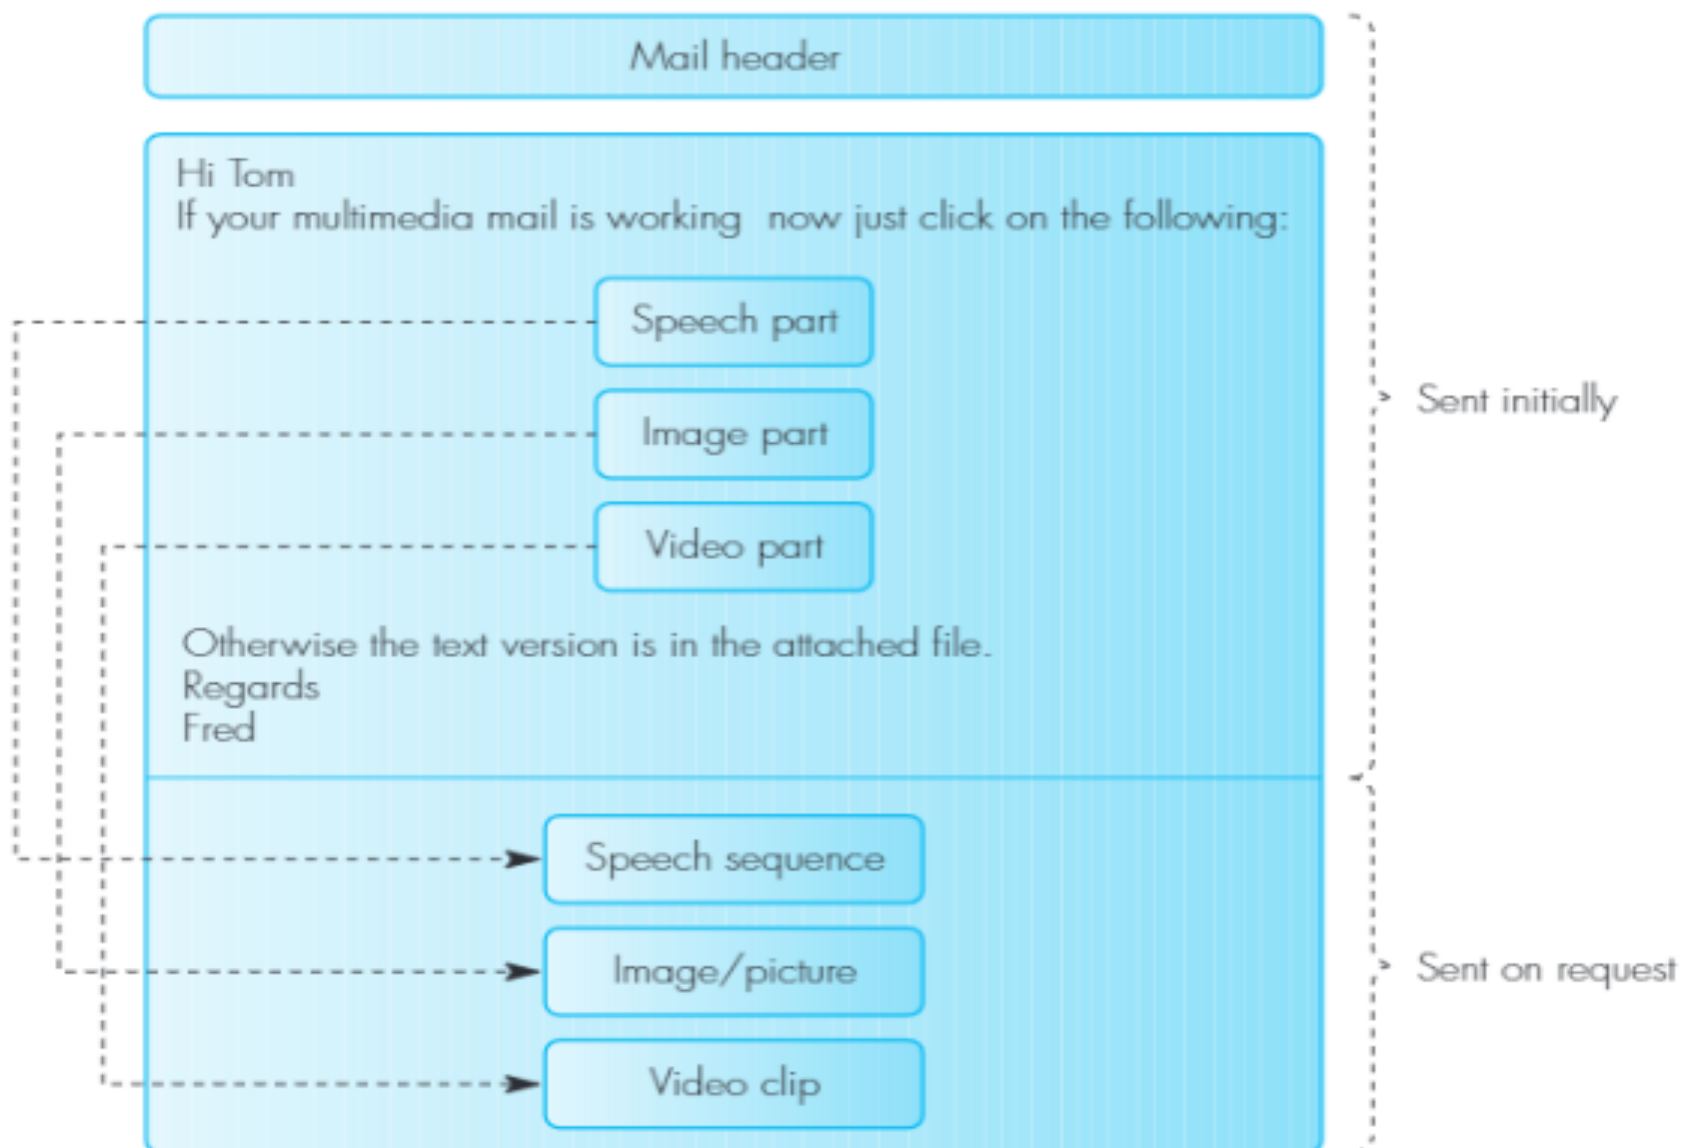 Mail header
Hi Tom
If your multimedia mail is working now just click on the following:
Speech part
Image part
Video part
Sent initially
Otherwise the text version is in the attached file.
Regards
Fred
Speech sequence
Image/picture
Sent on request
Video clip